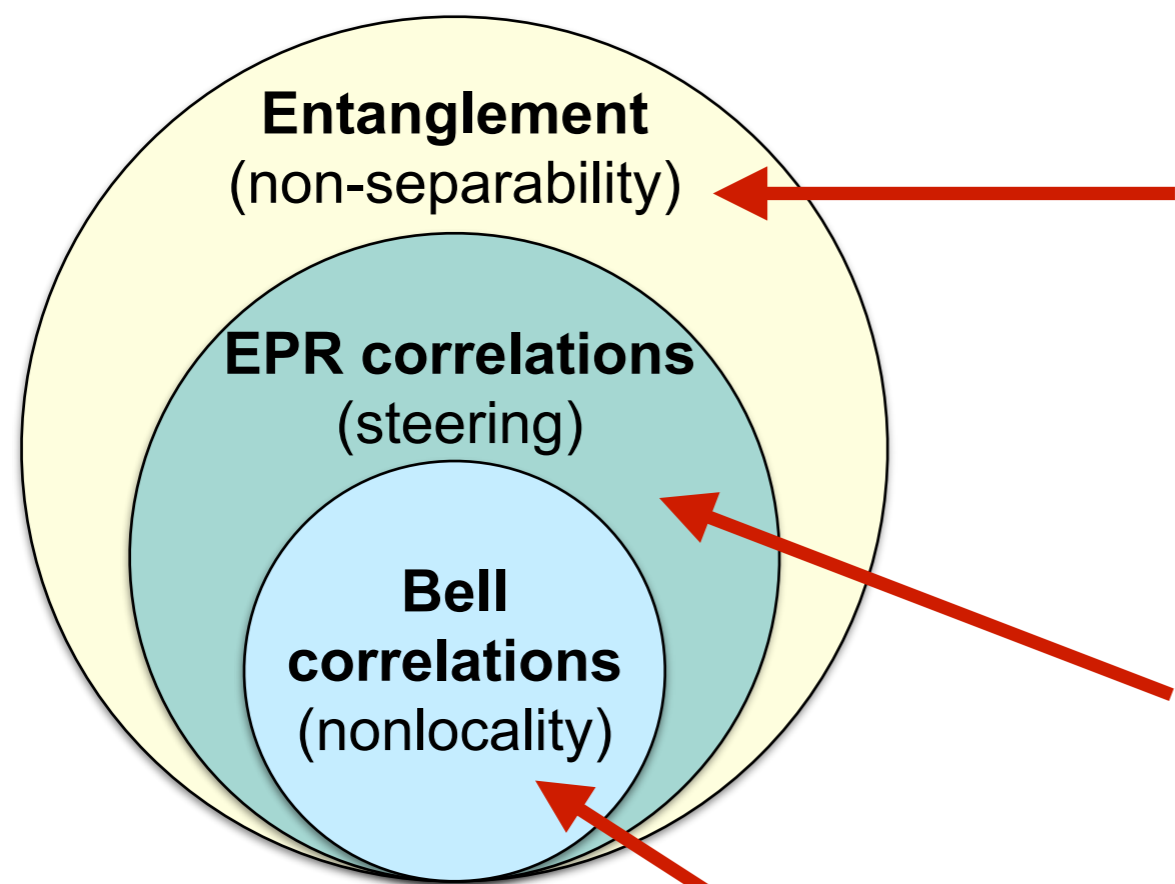 Entanglement
(non-separability)
EPR correlations
(steering)
Bell
correlations
(nonlocality)